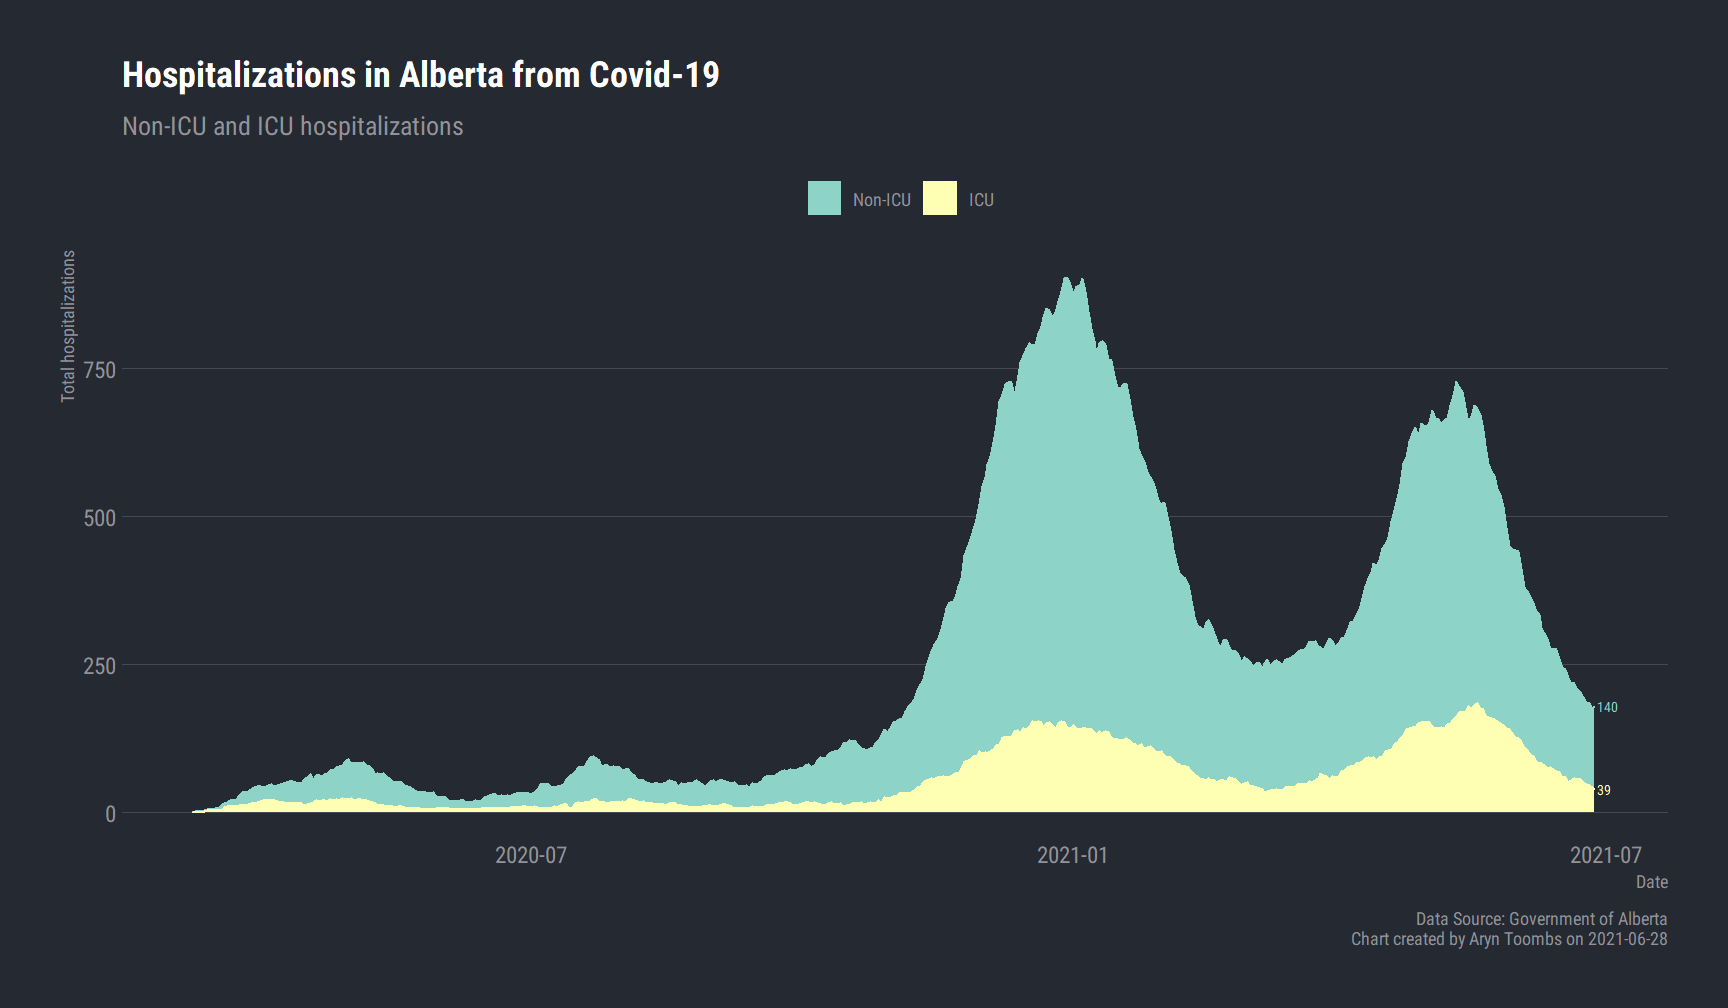 Hospitalizations in Alberta from Covid-19
Non-ICU and ICU hospitalizations
Non-ICU
ICU
Total hospitalizations
750
500
250
0
140
39
2020-07
2021-01
2021-07
Date
Data Source: Government of Alberta
Chart created by Aryn Toombs on 2021-06-28